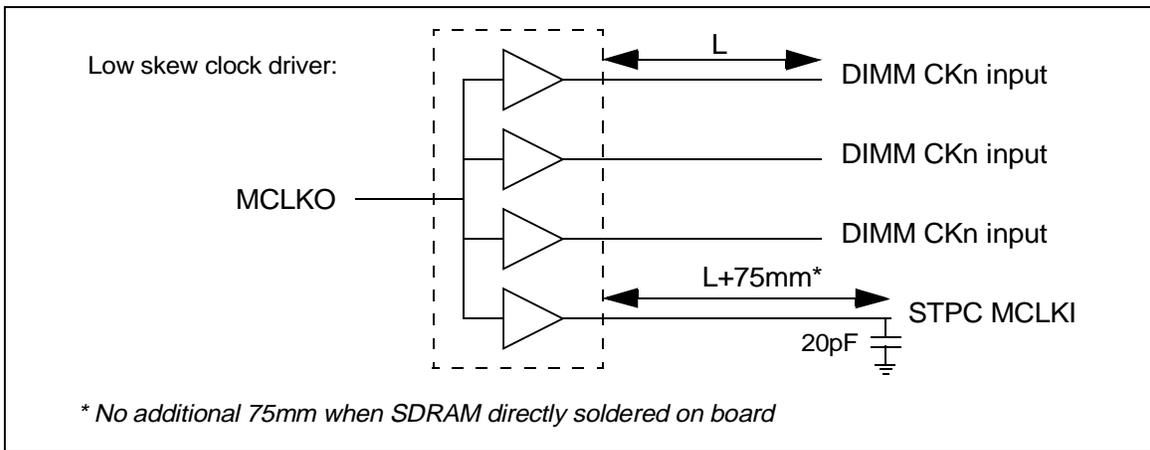 L
Low skew clock driver:
DIMM CKn input
DIMM CKn input
MCLKO
DIMM CKn input
L+75mm*
STPC MCLKI
20pF
* No additional 75mm when SDRAM directly soldered on board